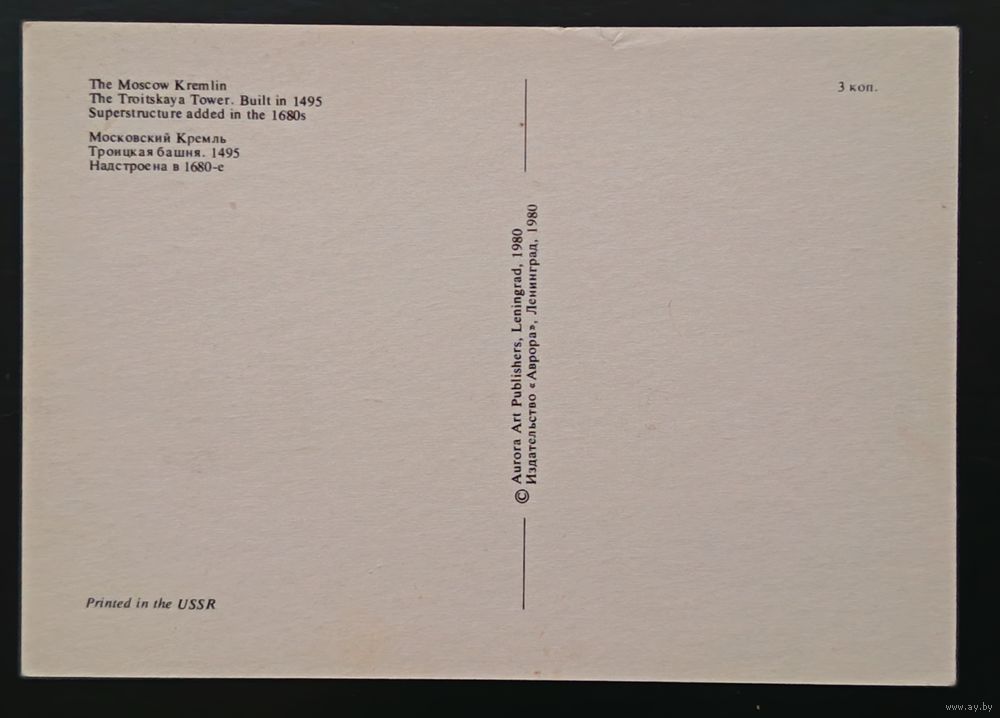 The Moscow Kremlin
The Troitskaya Tower. Built in 1495
Superstructure added in the 1680s
Московский Кремль
Троицкая башня. 1495
Надстроена в 1680-е
3 коп.
© Aurora Art Publishers, Leningrad, 1980
Издательство «Аврора», Ленинград, 1980
Printed in the USSR
www.ay.by